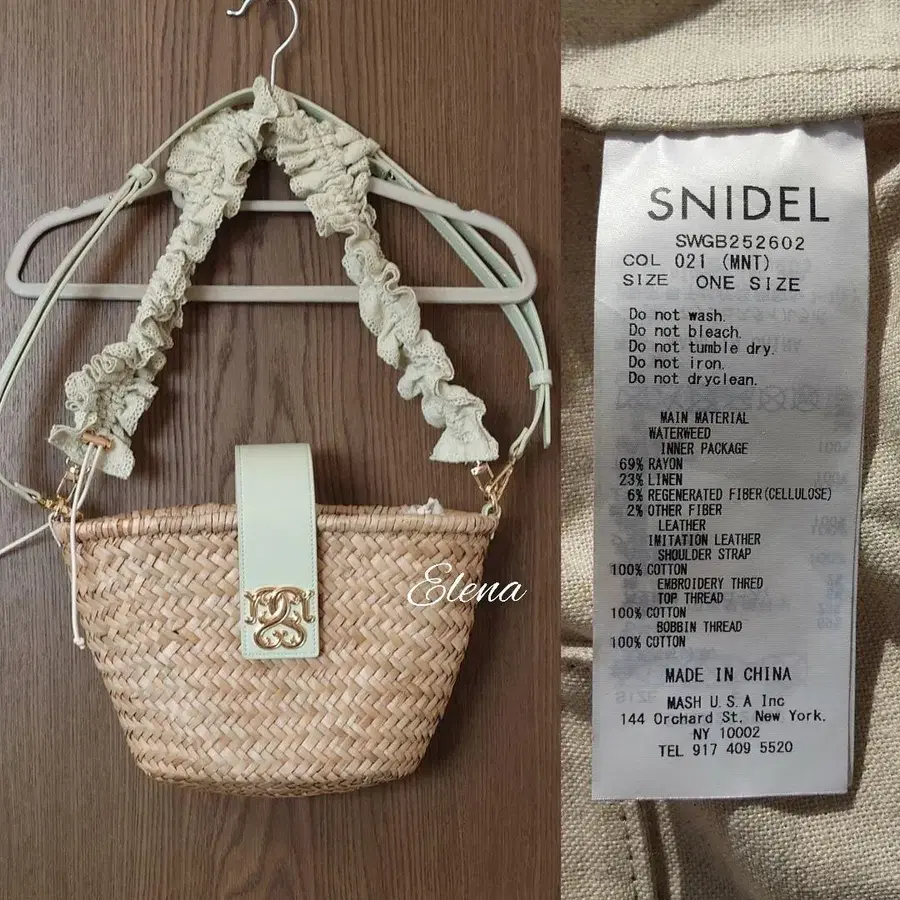 Elena
SNIDEL
SWGB252602
COL 021 (MNT)
SIZE ONE SIZE
Do not wash.
Do not bleach.
Do not tumble dry.
Do not iron.
Do not dryclean.
MAIN MATERIAL
WATERWEED
INNER PACKAGE
69% RAYON
23% LINEN
6% REGENERATED FIBER(CELLULOSE)
2% OTHER FIBER
LEATHER
IMITATION LEATHER
SHOULDER STRAP
100% COTTON
EMBROIDERY THRED
TOP THREAD
100% COTTON
BOBBIN THREAD
100% COTTON
MADE IN CHINA
MASH U.S.A Inc
144 Orchard St. New York.
NY 10002
TEL 917 409 5520